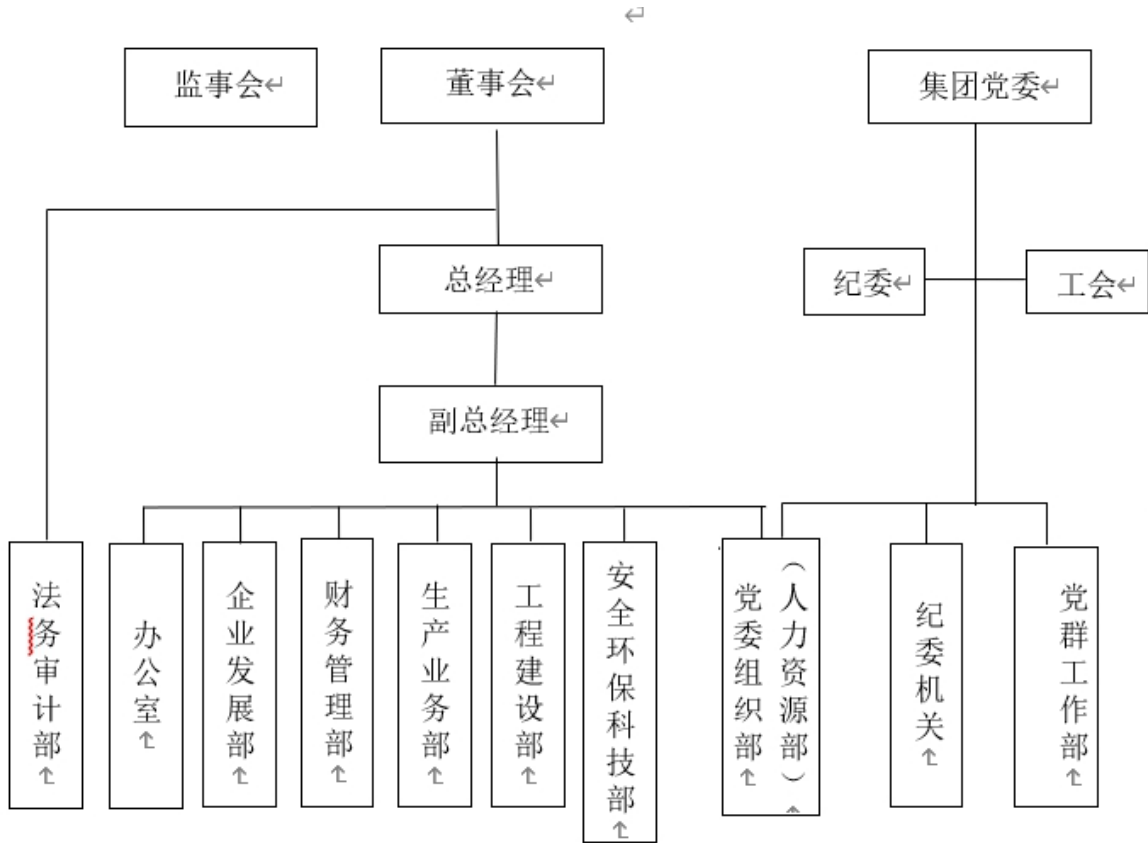 监事会
董事会
集团党委
总经理
纪委
工会
副总经理
法务审计部
办公室
企业发展部
财务管理部
生产业务部
工程建设部
安全环保科技部
党委组织部
（人力资源部）
纪委机关
党群工作部